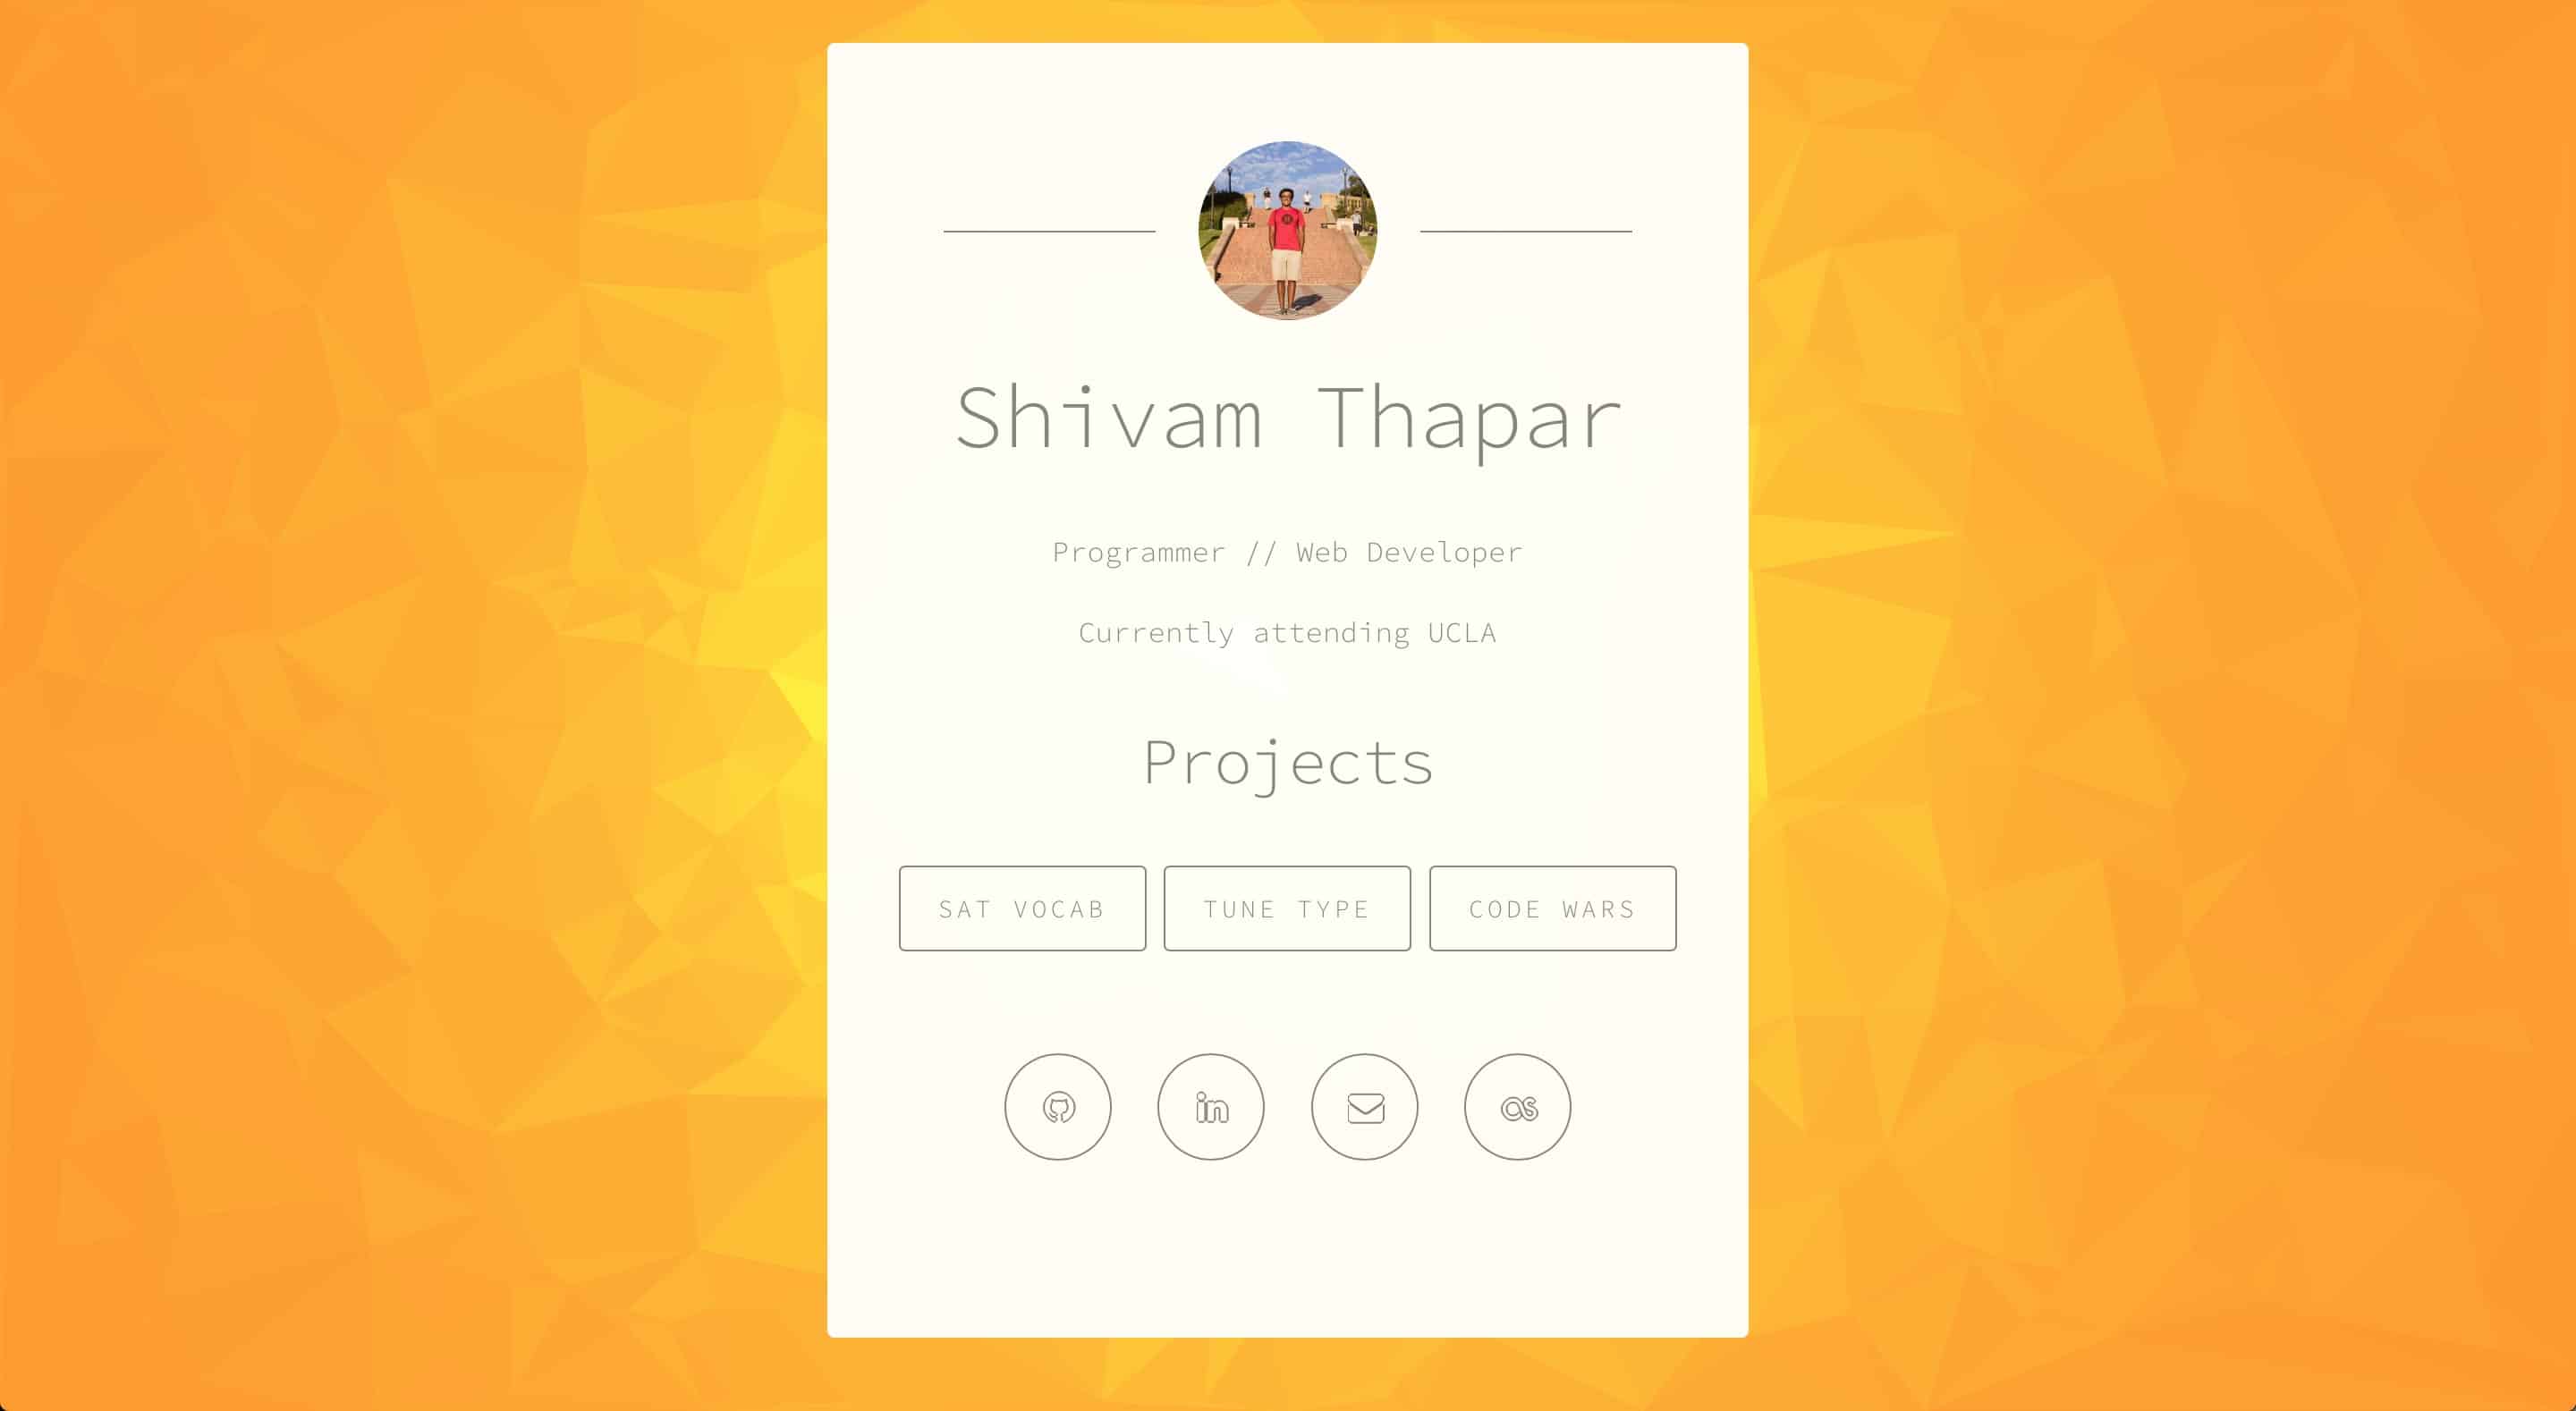 Shivam Thapar
Programmer // Web Developer
Currently attending UCLA
Projects
SAT VOCAB
TUNE TYPE
CODE WARS